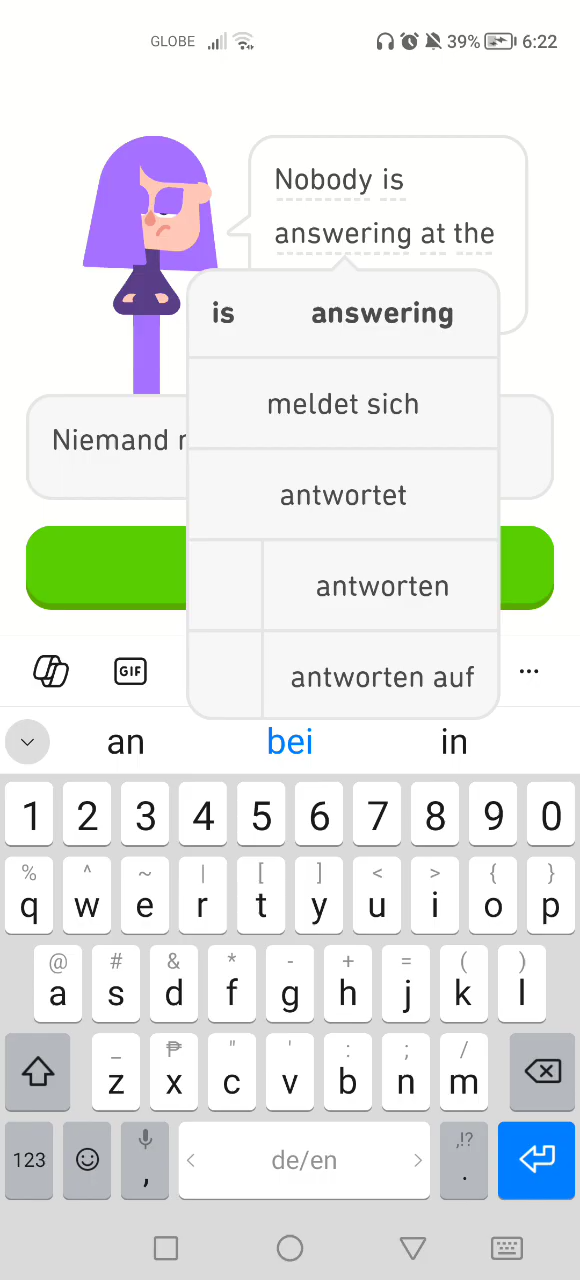 GLOBE 39% 6:22
Nobody is
answering at the
is answering
meldet sich
Niemand
antwortet
antworten
antworten auf
GIF ...
an bei in
1 2 3 4 5 6 7 8 9 0
% ^ ~ | [ ] < > { }
q w e r t y u i o p
@ # & * - + = ( )
a s d f g h j k l
_ ₱ " ' : ; /
z x c v b n m
,!?
123 , < de/en > .